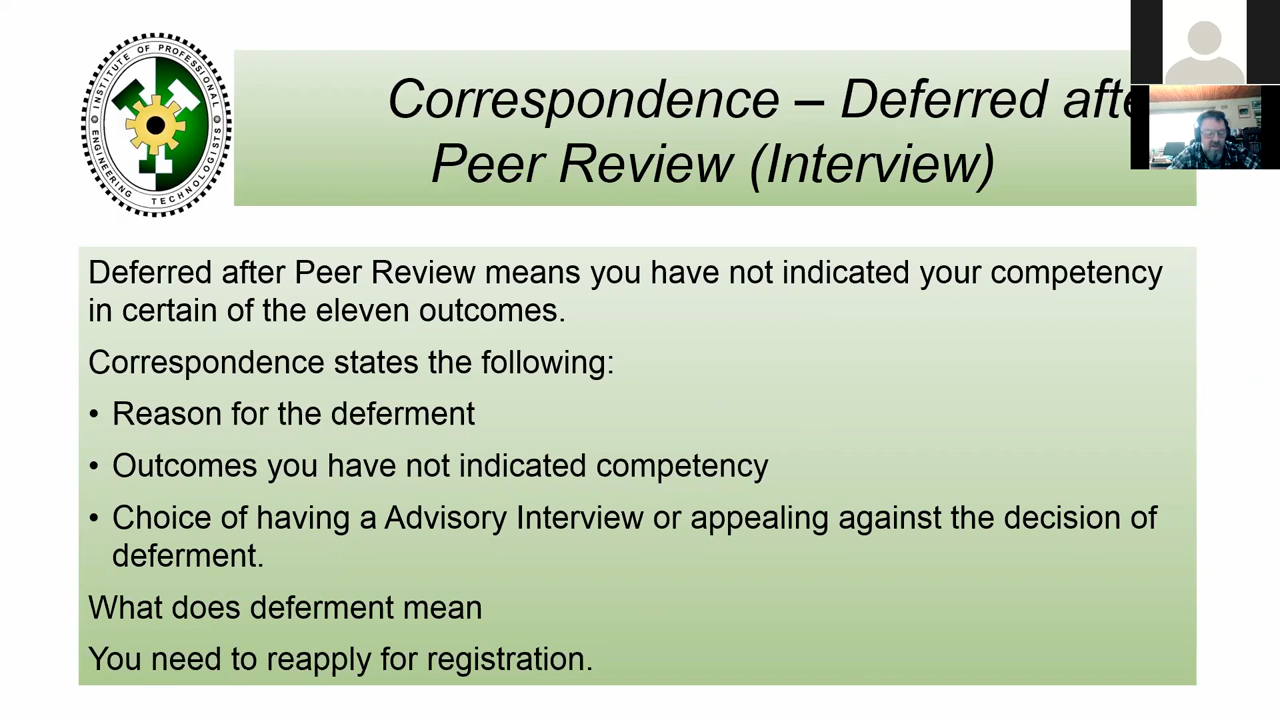 INSTITUTE OF PROFESSIONAL
ENGINEERING TECHNOLOGISTS
Correspondence – Deferred afte
Peer Review (Interview)
Deferred after Peer Review means you have not indicated your competency
in certain of the eleven outcomes.
Correspondence states the following:
• Reason for the deferment
• Outcomes you have not indicated competency
• Choice of having a Advisory Interview or appealing against the decision of
deferment.
What does deferment mean
You need to reapply for registration.